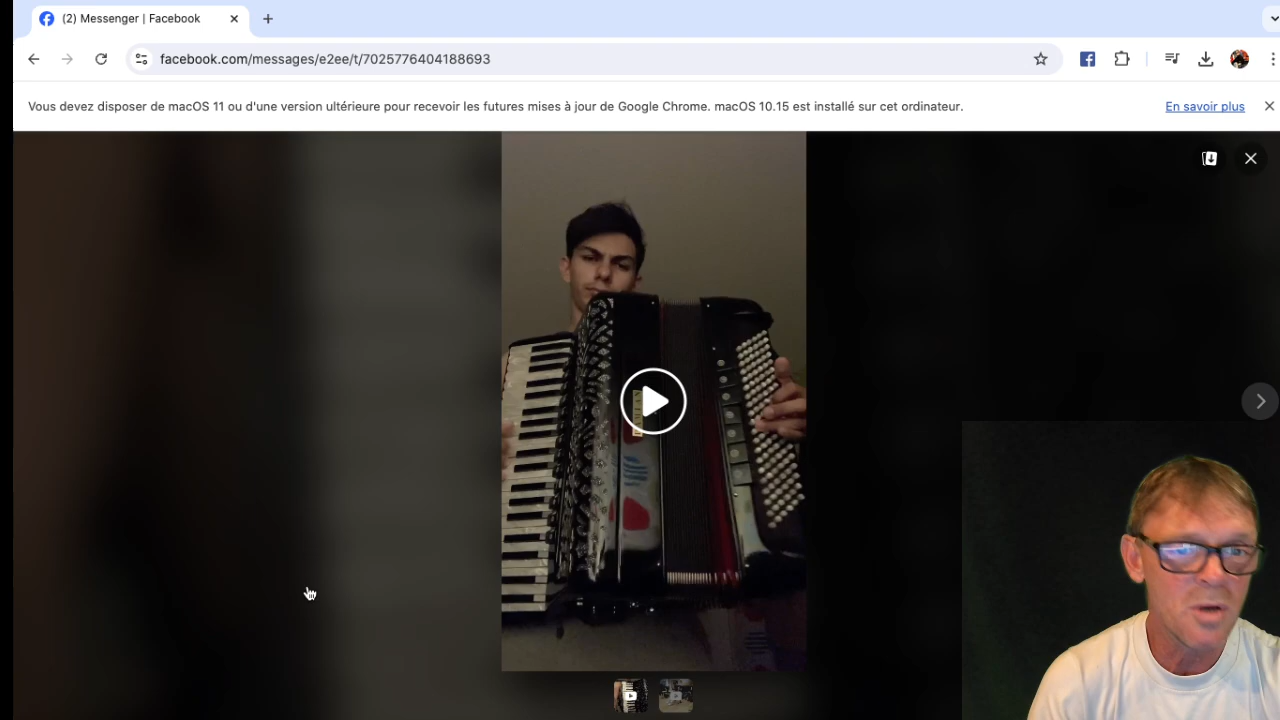 (2) Messenger | Facebook
facebook.com/messages/e2ee/t/7025776404188693
Vous devez disposer de macOS 11 ou d'une version ultérieure pour recevoir les futures mises à jour de Google Chrome. macOS 10.15 est installé sur cet ordinateur.
En savoir plus